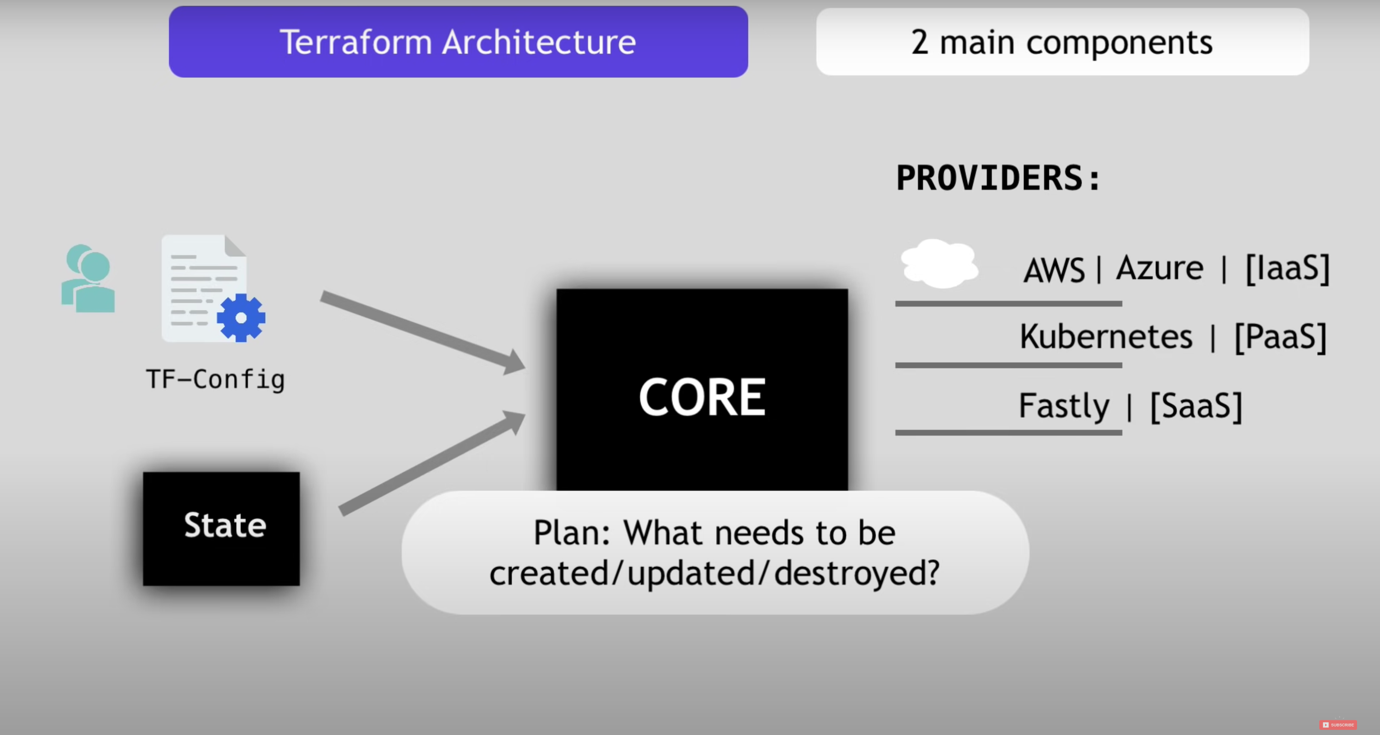 Terraform Architecture
2 main components
PROVIDERS:
AWS | Azure | [IaaS]
Kubernetes | [PaaS]
Fastly | [SaaS]
TF-Config
CORE
State
Plan: What needs to be
created/updated/destroyed?
SUBSCRIBE